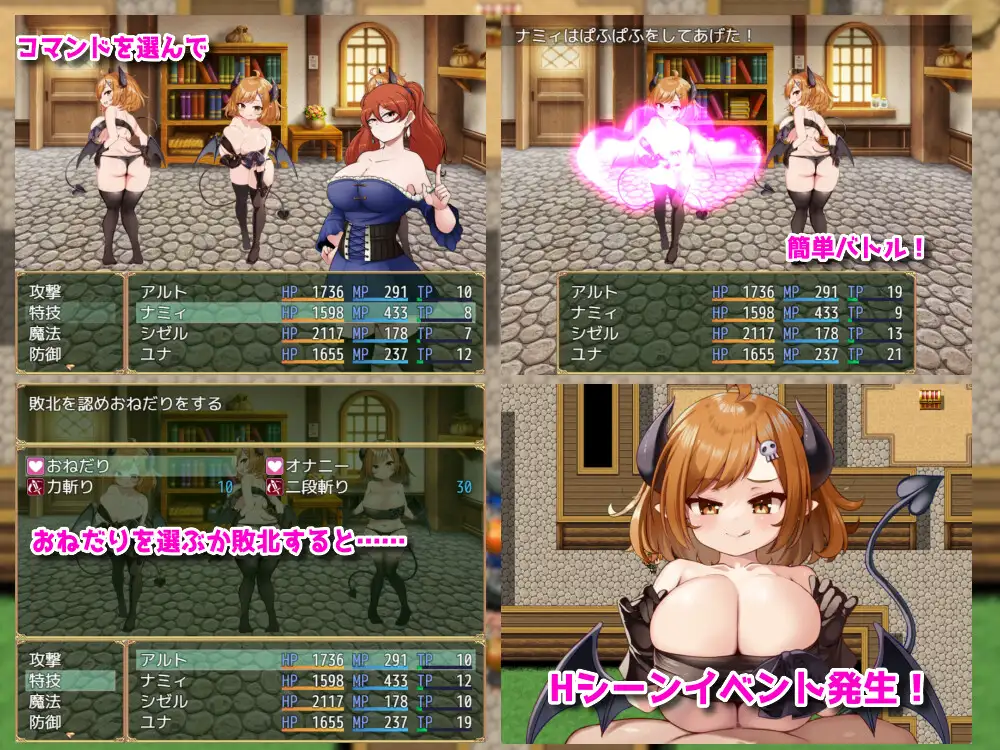 コマンドを選んで
攻撃
特技
魔法
防御
アルト HP 1736 MP 291 TP 10
ナミィ HP 1598 MP 433 TP 8
シゼル HP 2117 MP 178 TP 7
ユナ HP 1655 MP 237 TP 12
ナミィはぱふぱふをしてあげた！
簡単バトル！
アルト HP 1736 MP 291 TP 19
ナミィ HP 1598 MP 433 TP 9
シゼル HP 2117 MP 178 TP 13
ユナ HP 1655 MP 237 TP 21
敗北を認めおねだりをする
おねだり オナニー
力斬り 10 二段斬り 30
おねだりを選ぶか敗北すると……
攻撃
特技
魔法
防御
アルト HP 1736 MP 291 TP 10
ナミィ HP 1598 MP 433 TP 12
シゼル HP 2117 MP 178 TP 10
ユナ HP 1655 MP 237 TP 19
Hシーンイベント発生！